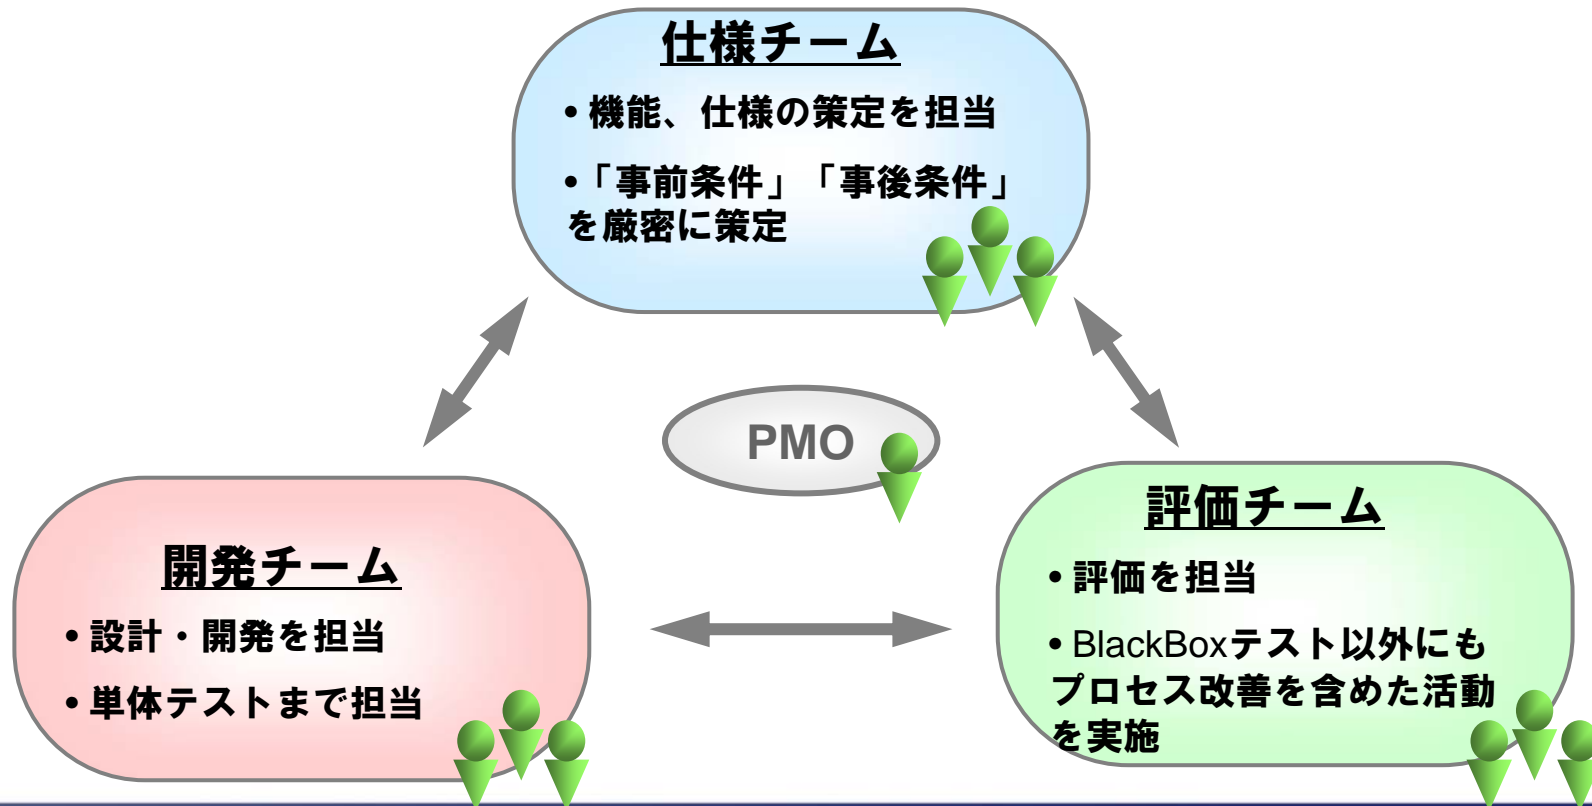 仕様チーム
• 機能、仕様の策定を担当
•「事前条件」「事後条件」
を厳密に策定
PMO
開発チーム
• 設計・開発を担当
• 単体テストまで担当
評価チーム
• 評価を担当
• BlackBoxテスト以外にも
プロセス改善を含めた活動
を実施